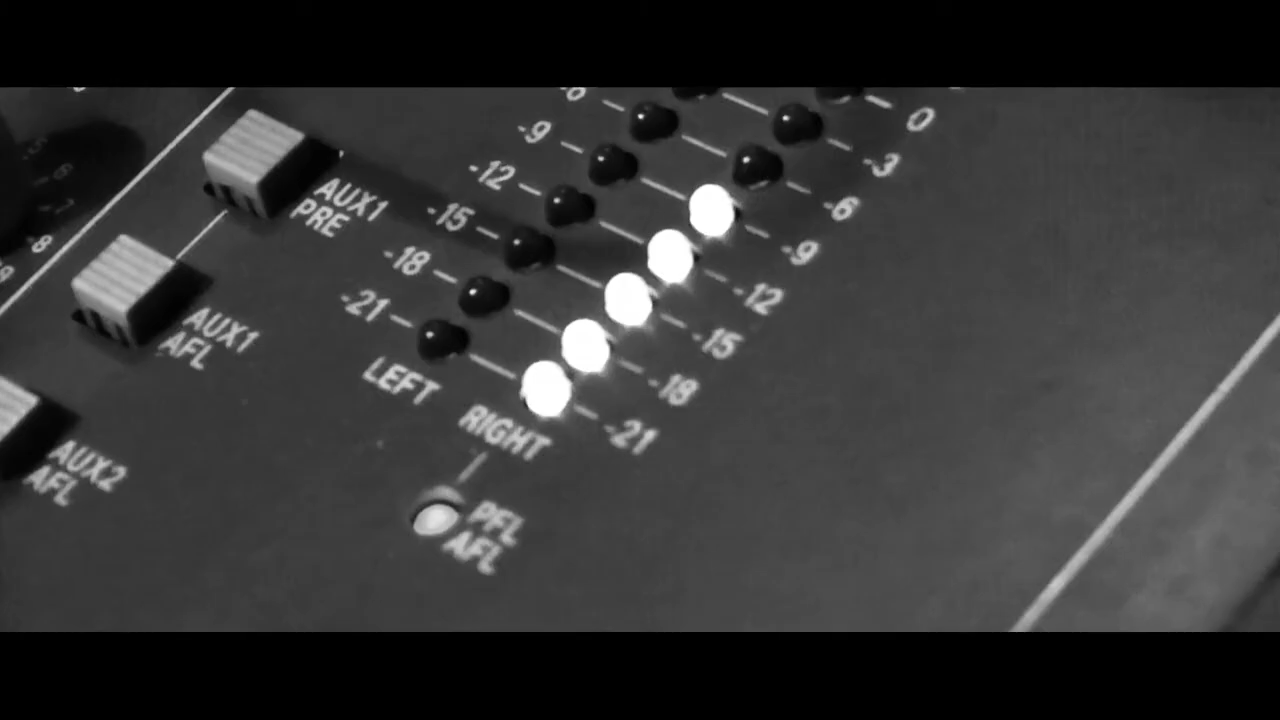 -9
-12
-15
-18
-21
0
-3
-6
-9
-12
-15
-18
-21
LEFT
RIGHT
AUX1
PRE
AUX1
AFL
AUX2
AFL
PFL
AFL
-8